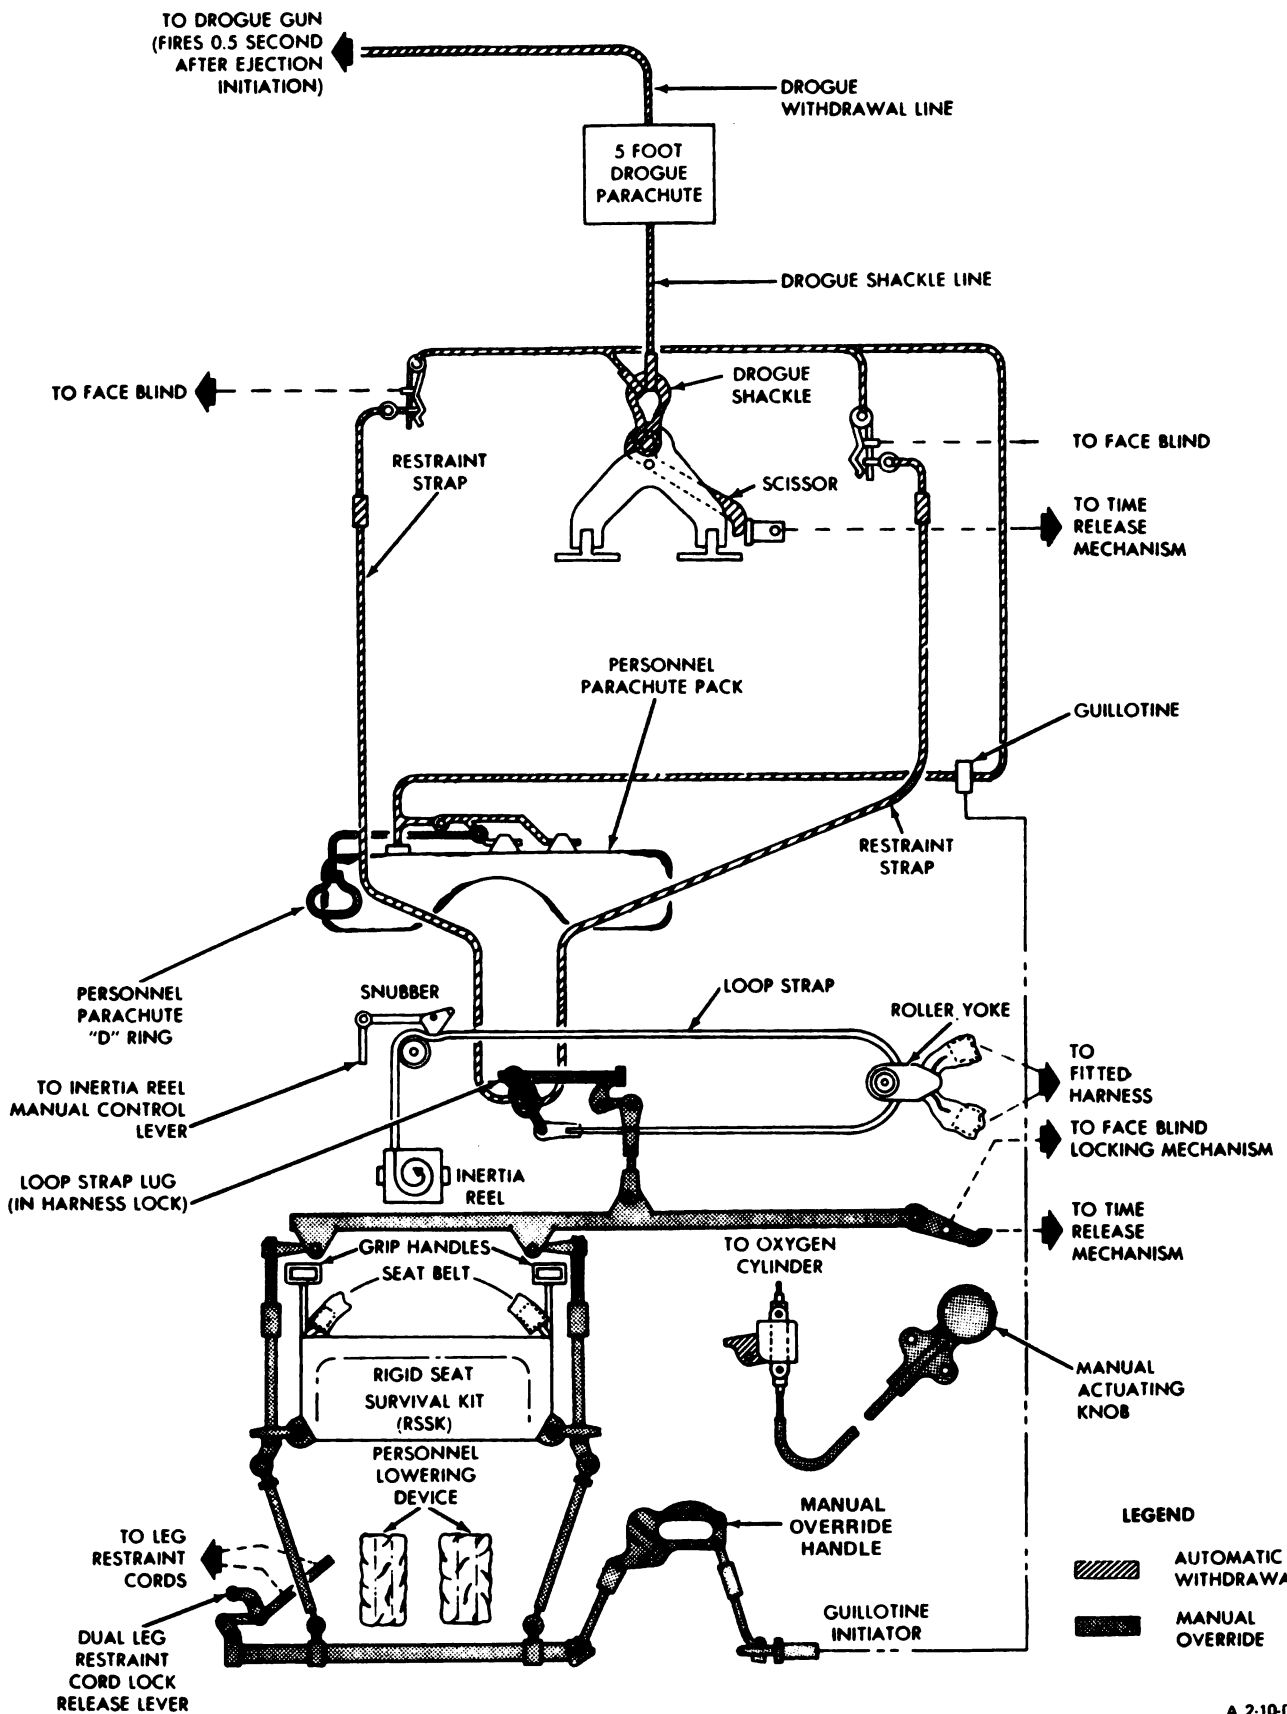 TO DROGUE GUN
(FIRES 0.5 SECOND
AFTER EJECTION
INITIATION)
DROGUE
WITHDRAWAL LINE
5 FOOT
DROGUE
PARACHUTE
DROGUE SHACKLE LINE
TO FACE BLIND
DROGUE
SHACKLE
TO FACE BLIND
RESTRAINT
STRAP
SCISSOR
TO TIME
RELEASE
MECHANISM
PERSONNEL
PARACHUTE PACK
GUILLOTINE
RESTRAINT
STRAP
PERSONNEL
PARACHUTE
"D" RING
SNUBBER
LOOP STRAP
ROLLER YOKE
TO
FITTED
HARNESS
TO INERTIA REEL
MANUAL CONTROL
LEVER
TO FACE BLIND
LOCKING MECHANISM
LOOP STRAP LUG
(IN HARNESS LOCK)
INERTIA
REEL
TO TIME
RELEASE
MECHANISM
GRIP HANDLES
SEAT BELT
TO OXYGEN
CYLINDER
RIGID SEAT
SURVIVAL KIT
(RSSK)
MANUAL
ACTUATING
KNOB
PERSONNEL
LOWERING
DEVICE
MANUAL
OVERRIDE
HANDLE
TO LEG
RESTRAINT
CORDS
GUILLOTINE
INITIATOR
DUAL LEG
RESTRAINT
CORD LOCK
RELEASE LEVER
LEGEND
AUTOMATIC
WITHDRAWA
MANUAL
OVERRIDE